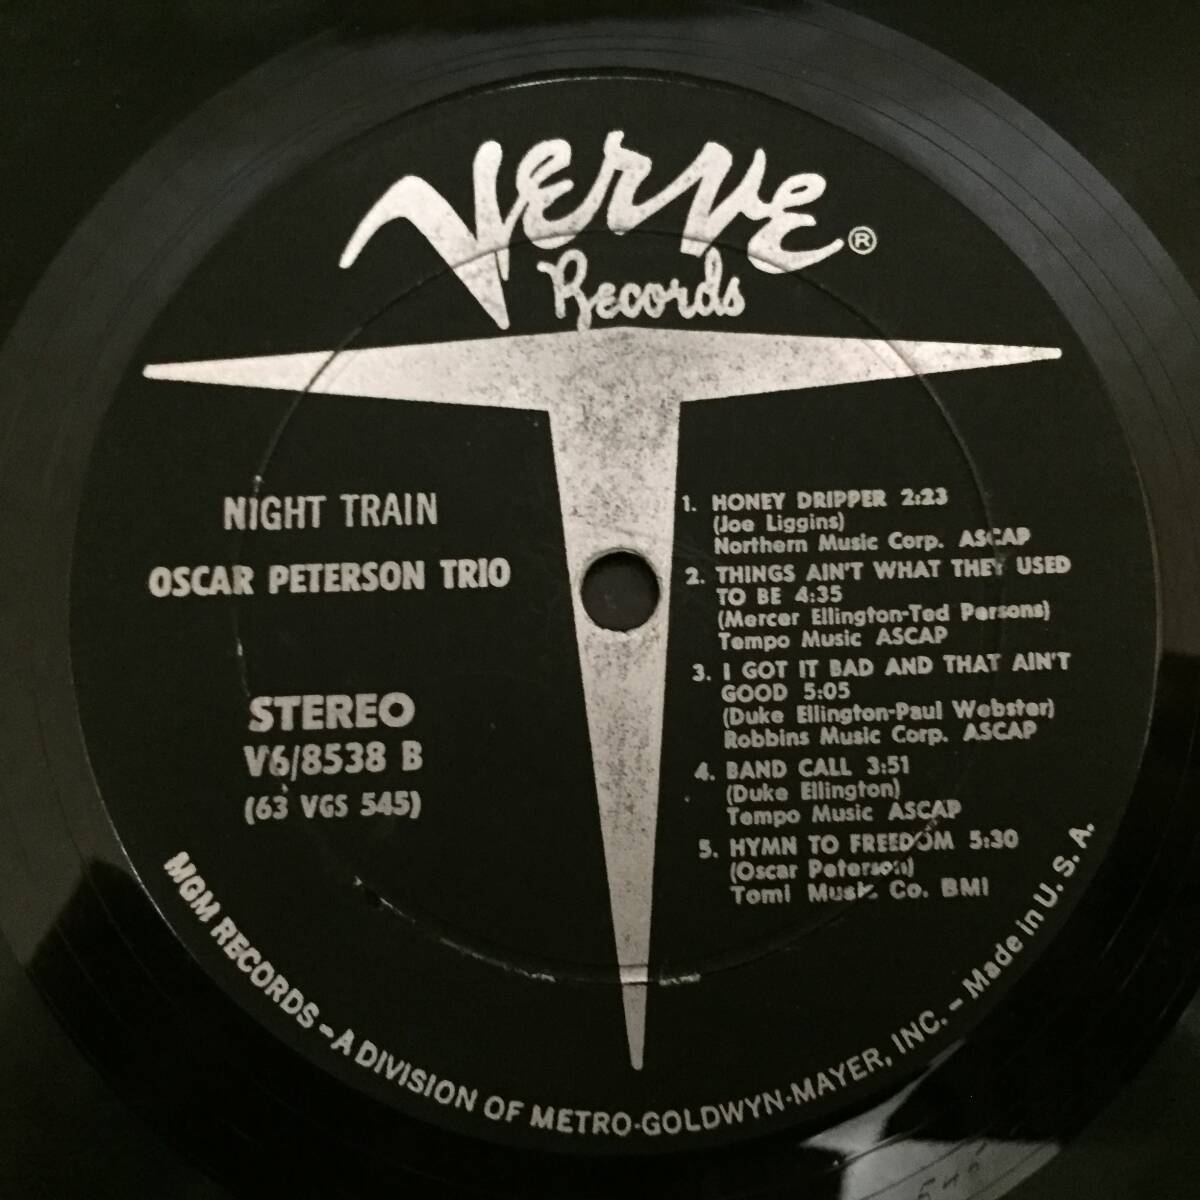 Verve ®
Records
NIGHT TRAIN
OSCAR PETERSON TRIO
STEREO
V6/8538 B
(63 VGS 545)
1. HONEY DRIPPER 2:23
(Joe Liggins)
Northern Music Corp. ASCAP
2. THINGS AIN'T WHAT THEY USED
TO BE 4:35
(Mercer Ellington-Ted Persons)
Tempo Music ASCAP
3. I GOT IT BAD AND THAT AIN'T
GOOD 5:05
(Duke Ellington-Paul Webster)
Robbins Music Corp. ASCAP
4. BAND CALL 3:51
(Duke Ellington)
Tempo Music ASCAP
5. HYMN TO FREEDOM 5:30
(Oscar Peterson)
Tomi Music Co. BMI
MGM RECORDS – A DIVISION OF METRO-GOLDWYN-MAYER, INC. – Made in U. S. A.